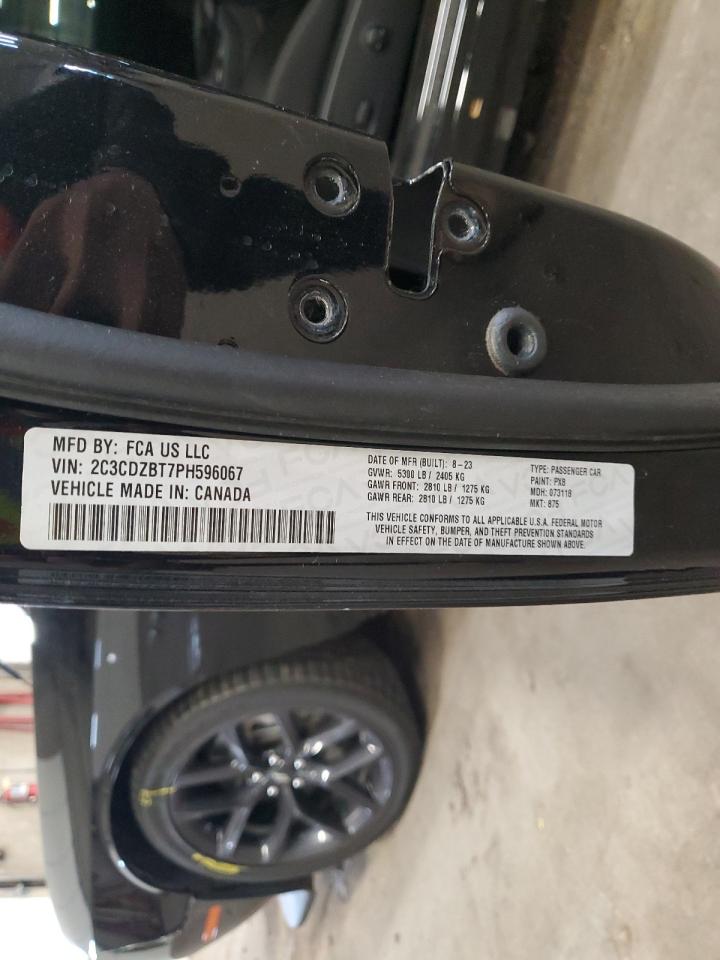 MFD BY: FCA US LLC
VIN: 2C3CDZBT7PH596067
VEHICLE MADE IN: CANADA
DATE OF MFR (BUILT): 8-23
GVWR: 5300 LB / 2405 KG
GAWR FRONT: 2810 LB / 1275 KG
GAWR REAR: 2810 LB / 1275 KG
TYPE: PASSENGER CAR
PAINT: PX8
MDH: 073118
MKT: 875
THIS VEHICLE CONFORMS TO ALL APPLICABLE U.S.A. FEDERAL MOTOR
VEHICLE SAFETY, BUMPER, AND THEFT PREVENTION STANDARDS
IN EFFECT ON THE DATE OF MANUFACTURE SHOWN ABOVE.